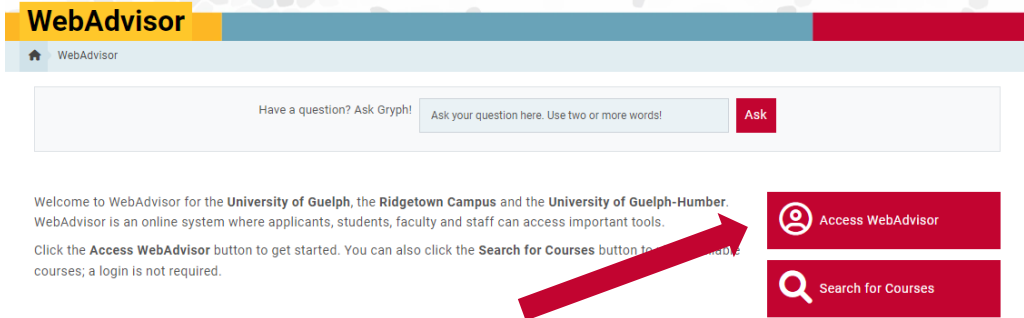 WebAdvisor
WebAdvisor
Have a question? Ask Gryph!
Ask your question here. Use two or more words!
Ask
Welcome to WebAdvisor for the University of Guelph, the Ridgetown Campus and the University of Guelph-Humber.
WebAdvisor is an online system where applicants, students, faculty and staff can access important tools.
Click the Access WebAdvisor button to get started. You can also click the Search for Courses button
courses; a login is not required.
Access WebAdvisor
Search for Courses